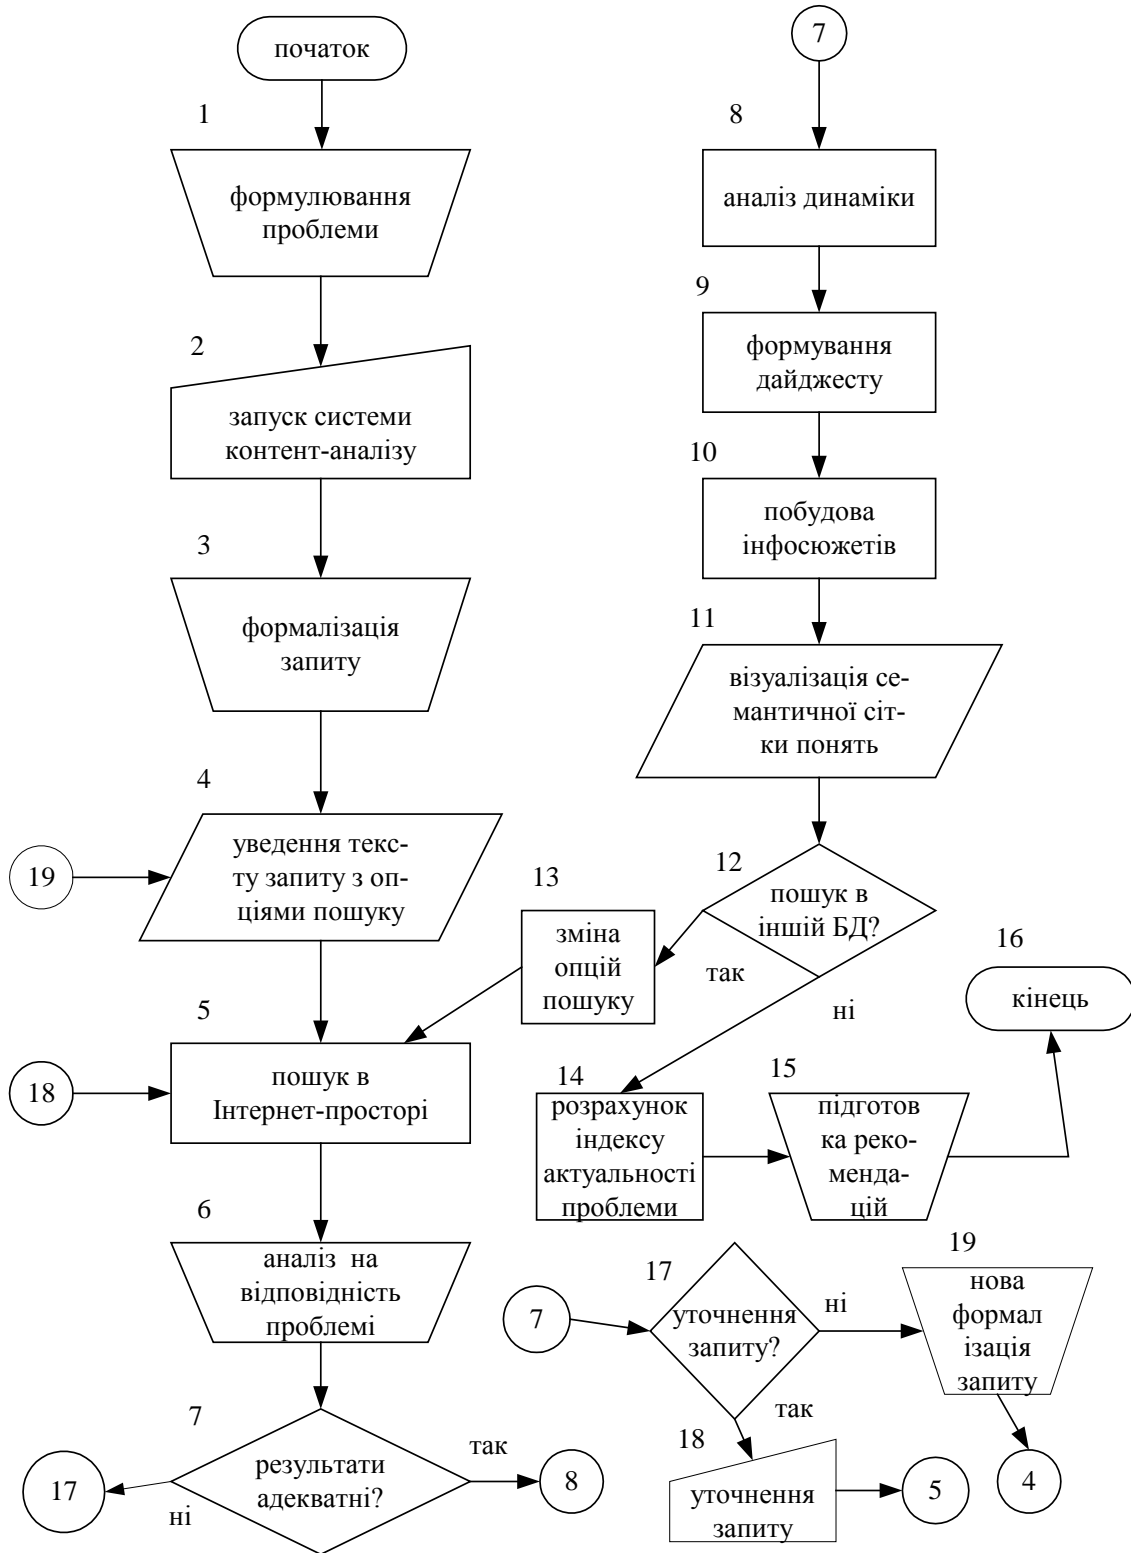 початок
1
формулювання
проблеми
2
запуск системи
контент-аналізу
3
формалізація
запиту
4
уведення текс-
ту запиту з оп-
ціями пошуку
19
5
пошук в
Інтернет-просторі
18
6
аналіз на
відповідність
проблемі
7
результати
адекватні?
так
8
ні
17
7
8
аналіз динаміки
9
формування
дайджесту
10
побудова
інфосюжетів
11
візуалізація се-
мантичної сіт-
ки понять
12
пошук в
іншій БД?
так
ні
13
зміна
опцій
пошуку
14
розрахунок
індексу
актуальності
проблеми
15
підготов
ка реко-
менда-
цій
16
кінець
7
17
уточнення
запиту?
ні
так
18
уточнення
запиту
5
19
нова
формал
ізація
запиту
4